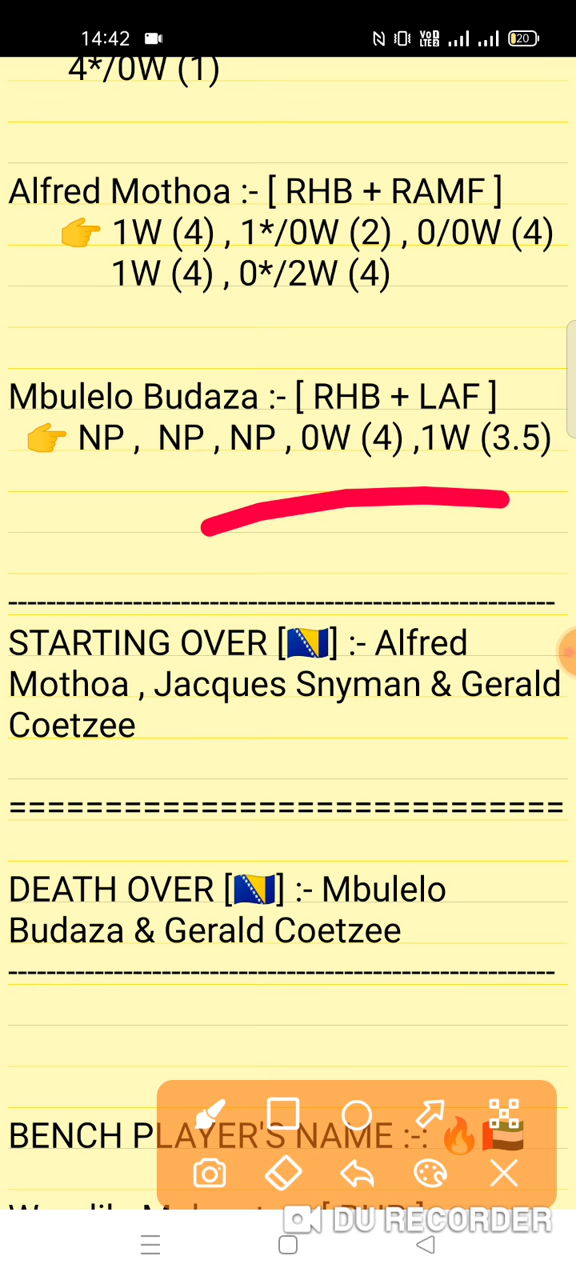 14:42
VoD LTE2 20
4*/0W (1)
Alfred Mothoa :- [ RHB + RAMF ]
👉 1W (4) , 1*/0W (2) , 0/0W (4)
1W (4) , 0*/2W (4)
Mbulelo Budaza :- [ RHB + LAF ]
👉 NP , NP , NP , 0W (4) ,1W (3.5)
-------------------------------------------------------
STARTING OVER [🇧🇦] :- Alfred
Mothoa , Jacques Snyman & Gerald
Coetzee
=============================
DEATH OVER [🇧🇦] :- Mbulelo
Budaza & Gerald Coetzee
-------------------------------------------------------
BENCH PLAYER'S NAME :-: 🔥
DU RECORDER